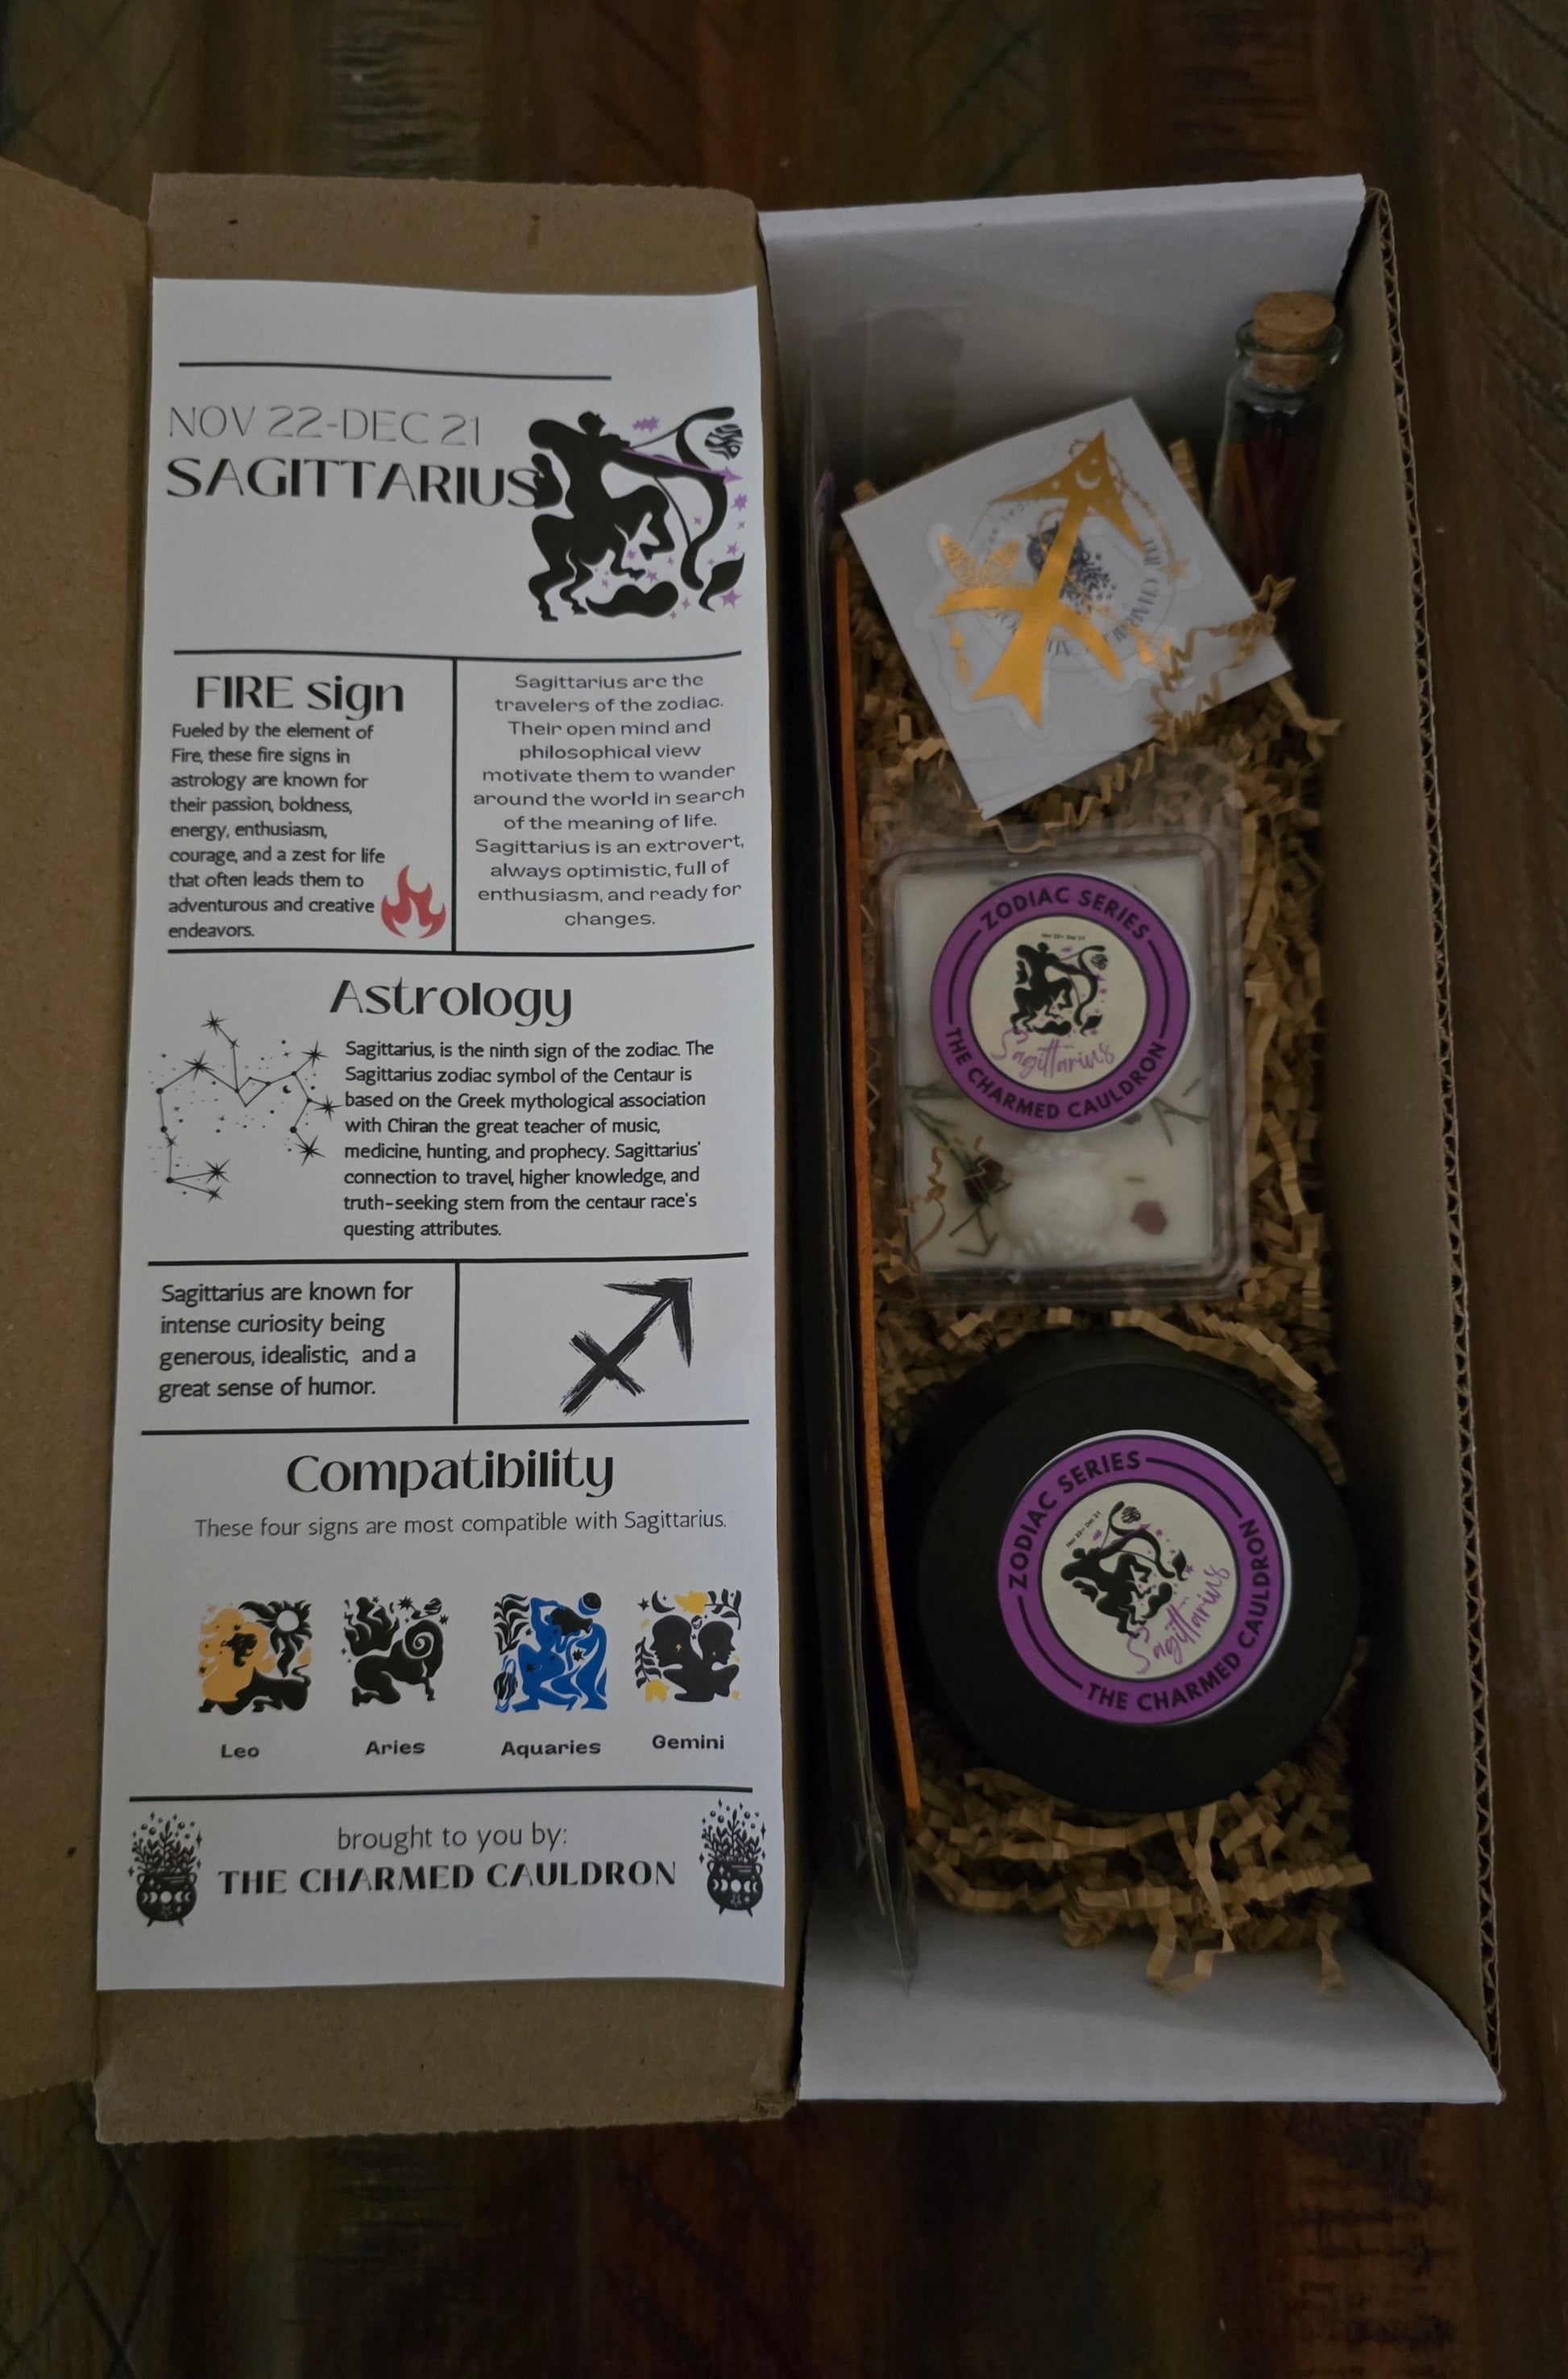 NOV 22-DEC 21
SAGITTARIUS
FIRE sign
Fueled by the element of
Fire, these fire signs in
astrology are known for
their passion, boldness,
energy, enthusiasm,
courage, and a zest for life
that often leads them to
adventurous and creative
endeavors.
Sagittarius are the
travelers of the zodiac.
Their open mind and
philosophical view
motivate them to wander
around the world in search
of the meaning of life.
Sagittarius is an extrovert,
always optimistic, full of
enthusiasm, and ready for
changes.
Astrology
Sagittarius, is the ninth sign of the zodiac. The
Sagittarius zodiac symbol of the Centaur is
based on the Greek mythological association
with Chiran the great teacher of music,
medicine, hunting, and prophecy. Sagittarius'
connection to travel, higher knowledge, and
truth-seeking stem from the centaur race's
questing attributes.
Sagittarius are known for
intense curiosity being
generous, idealistic, and a
great sense of humor.
Compatibility
These four signs are most compatible with Sagittarius.
Leo
Aries
Aquaries
Gemini
brought to you by:
THE CHARMED CAULDRON
ZODIAC SERIES
Nov 22- Dec 21
Sagittarius
THE CHARMED CAULDRON
ZODIAC SERIES
Nov 22- Dec 21
Sagittarius
THE CHARMED CAULDRON